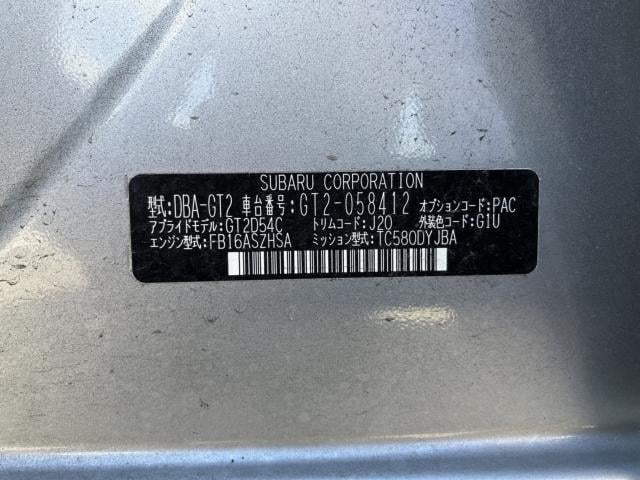 SUBARU CORPORATION
型式:DBA-GT2 車台番号:GT2-058412 オプションコード:PAC
アプライドモデル:GT2D54C トリムコード:J20 外装色コード:G1U
エンジン型式:FB16ASZHSA ミッション型式:TC580DYJBA